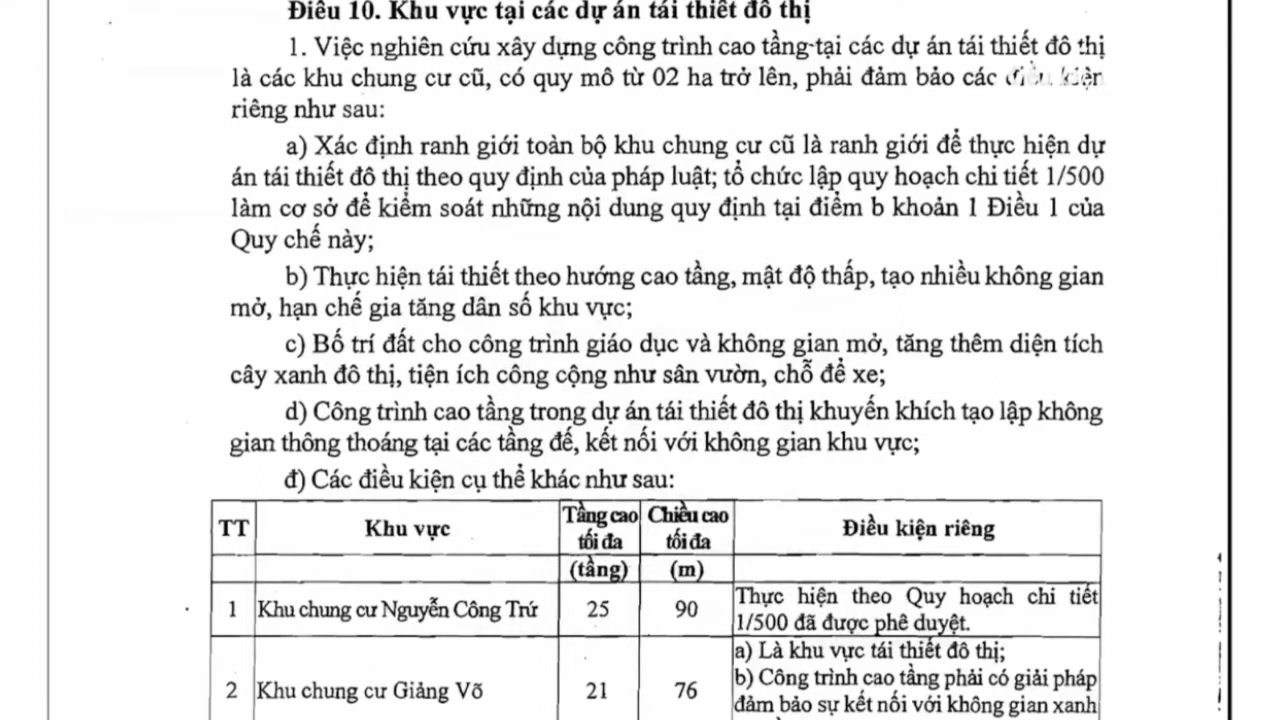 Điều 10. Khu vực tại các dự án tái thiết đô thị
1. Việc nghiên cứu xây dựng công trình cao tầng tại các dự án tái thiết đô thị
là các khu chung cư cũ, có quy mô từ 02 ha trở lên, phải đảm bảo các điều kiện
riêng như sau:
a) Xác định ranh giới toàn bộ khu chung cư cũ là ranh giới để thực hiện dự
án tái thiết đô thị theo quy định của pháp luật; tổ chức lập quy hoạch chi tiết 1/500
làm cơ sở để kiểm soát những nội dung quy định tại điểm b khoản 1 Điều 1 của
Quy chế này;
b) Thực hiện tái thiết theo hướng cao tầng, mật độ thấp, tạo nhiều không gian
mở, hạn chế gia tăng dân số khu vực;
c) Bố trí đất cho công trình giáo dục và không gian mở, tăng thêm diện tích
cây xanh đô thị, tiện ích công cộng như sân vườn, chỗ để xe;
d) Công trình cao tầng trong dự án tái thiết đô thị khuyến khích tạo lập không
gian thông thoáng tại các tầng đế, kết nối với không gian khu vực;
đ) Các điều kiện cụ thể khác như sau:
TT Khu vực Tầng cao tối đa Chiều cao tối đa Điều kiện riêng
(tầng) (m)
1 Khu chung cư Nguyễn Công Trứ 25 90 Thực hiện theo Quy hoạch chi tiết
1/500 đã được phê duyệt.
a) Là khu vực tái thiết đô thị;
2 Khu chung cư Giảng Võ 21 76 b) Công trình cao tầng phải có giải pháp
đảm bảo sự kết nối với không gian xanh